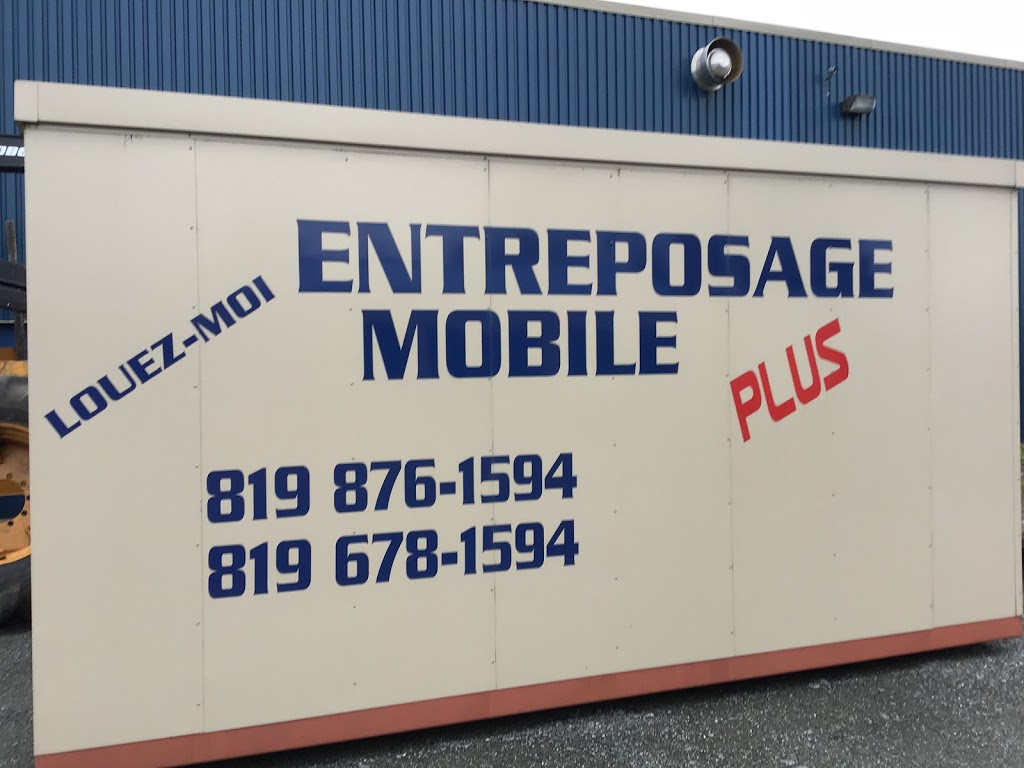 LOUEZ-MOI
ENTREPOSAGE
MOBILE
PLUS
819 876-1594
819 678-1594